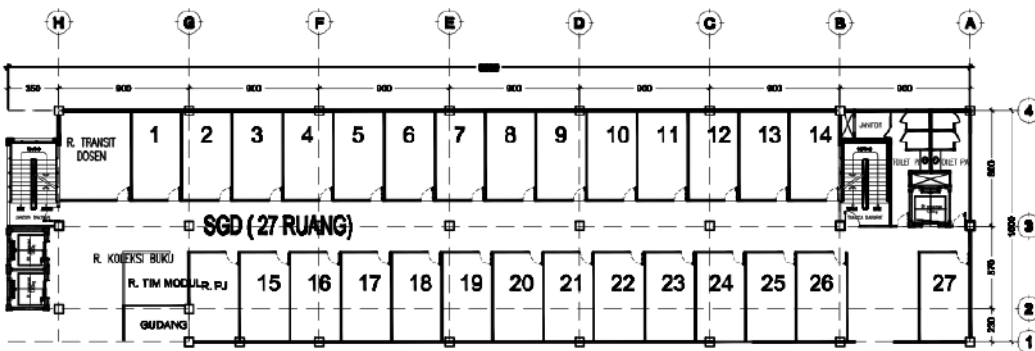 H G F E D C B A
350 900 900 900 900 900 900 900
4
R. TRANSIT
DOSEN
1 2 3 4 5 6 7 8 9 10 11 12 13 14
JANITOR
SGD ( 27 RUANG)
3
R. KOLEKSI BUKU
R. TIM MODUL
R. PJ
15 16 17 18 19 20 21 22 23 24 25 26 27
570
2
GUDANG
230
1